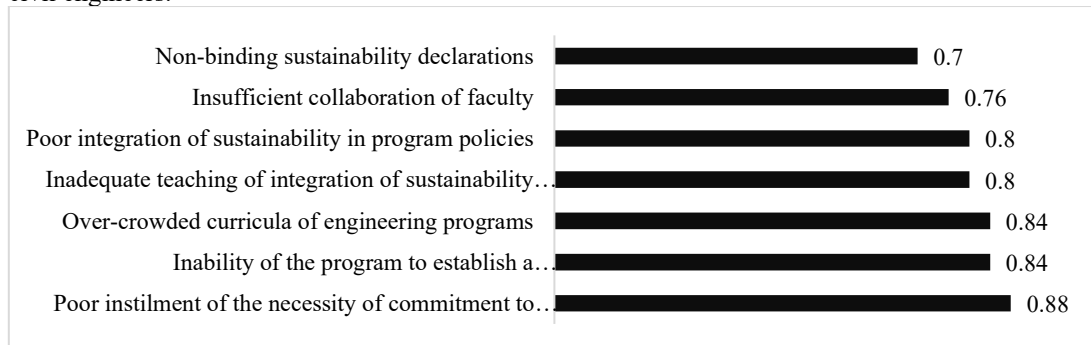 Non-binding sustainability declarations 0.7
Insufficient collaboration of faculty 0.76
Poor integration of sustainability in program policies 0.8
Inadequate teaching of integration of sustainability… 0.8
Over-crowded curricula of engineering programs 0.84
Inability of the program to establish a… 0.84
Poor instilment of the necessity of commitment to… 0.88